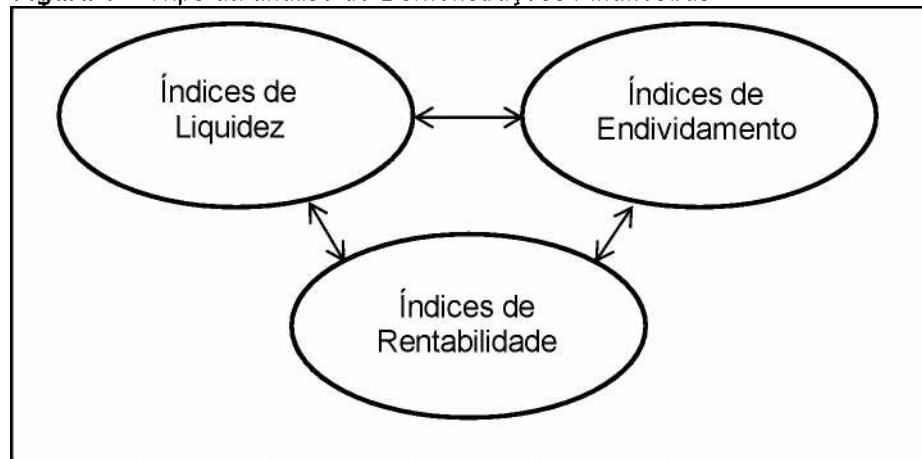 Índices de
Liquidez
Índices de
Endividamento
Índices de
Rentabilidade